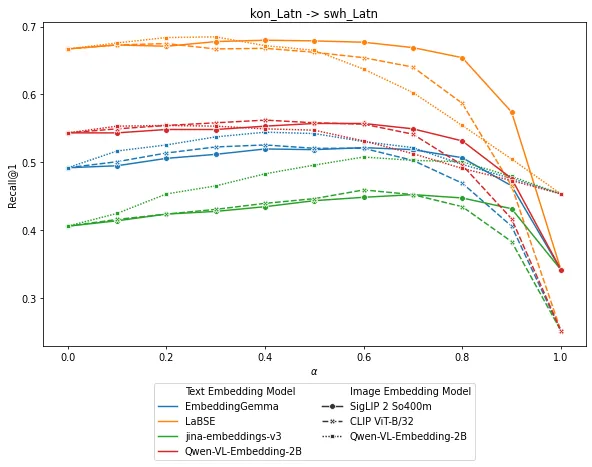 kon_Latn -> swh_Latn
Recall@1
0.7
0.6
0.5
0.4
0.3
0.0
0.2
0.4
0.6
0.8
1.0
α
Text Embedding Model
EmbeddingGemma
LaBSE
jina-embeddings-v3
Qwen-VL-Embedding-2B
Image Embedding Model
SigLIP 2 So400m
CLIP ViT-B/32
Qwen-VL-Embedding-2B